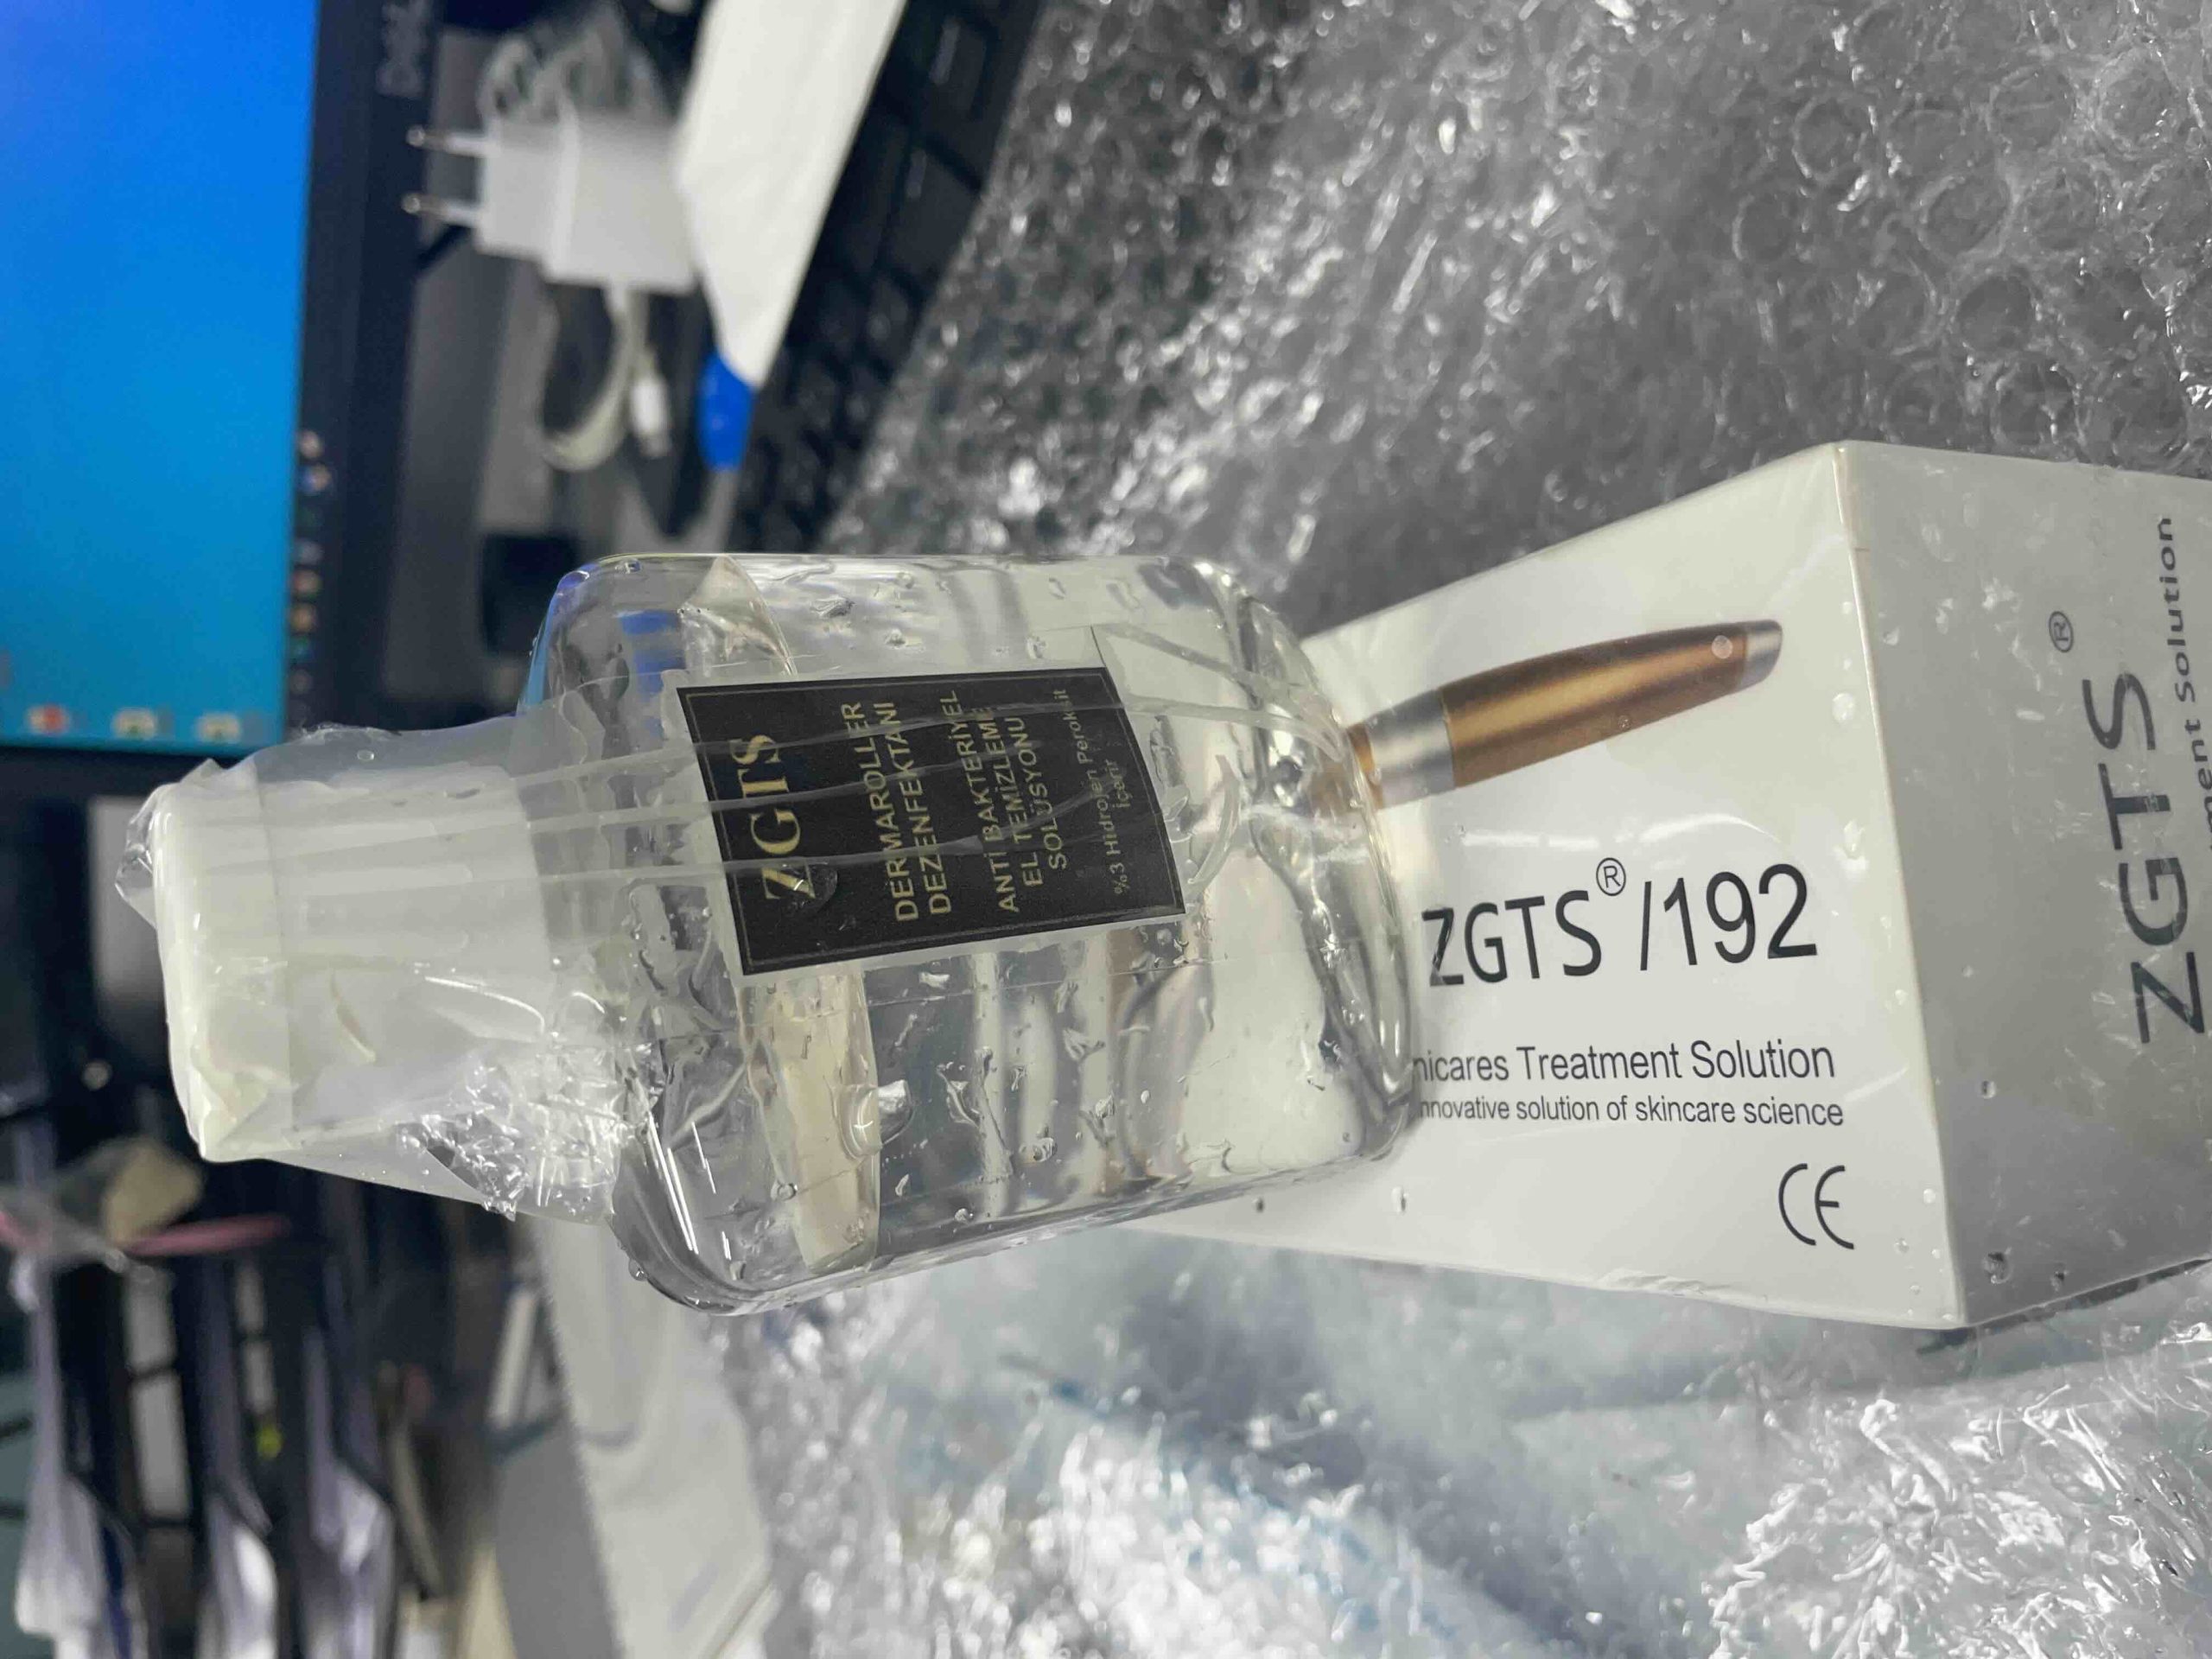 ZGTS
DERMAROLLER
DEZENFEKTANI
ANTİ BAKTERİYEL
EL TEMİZLEME
SOLÜSYONU
%3 Hidrojen Peroksit
İçerir
ZGTS®/192
nicares Treatment Solution
nnovative solution of skincare science
CE
ZGTS®
ment Solution